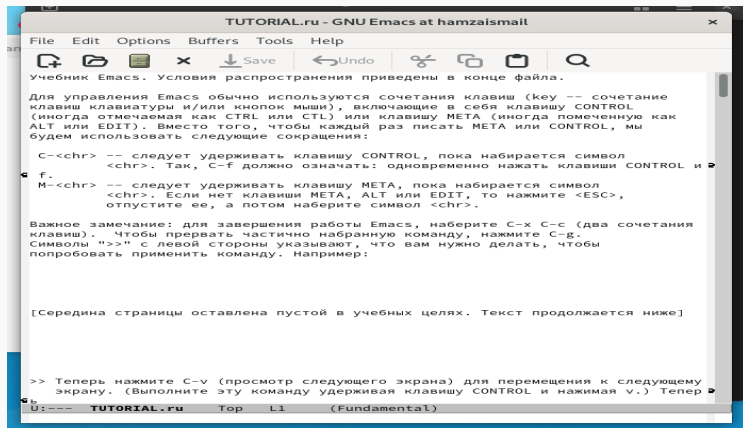 TUTORIAL.ru - GNU Emacs at hamzaismail
File Edit Options Buffers Tools Help
Save Undo
Учебник Emacs. Условия распространения приведены в конце файла.
Для управления Emacs обычно используются сочетания клавиш (key -- сочетание
клавиш клавиатуры и/или кнопок мыши), включающие в себя клавишу CONTROL
(иногда отмечаемая как CTRL или CTL) или клавишу META (иногда помеченную как
ALT или EDIT). Вместо того, чтобы каждый раз писать META или CONTROL, мы
будем использовать следующие сокращения:
C-<chr> -- следует удерживать клавишу CONTROL, пока набирается символ
<chr>. Так, C-f должно означать: одновременно нажать клавиши CONTROL и
f.
M-<chr> -- следует удерживать клавишу META, пока набирается символ
<chr>. Если нет клавиши META, ALT или EDIT, то нажмите <ESC>,
отпустите ее, а потом наберите символ <chr>.
Важное замечание: для завершения работы Emacs, наберите C-x C-c (два сочетания
клавиш). Чтобы прервать частично набранную команду, нажмите C-g.
Символы ">>" с левой стороны указывают, что вам нужно делать, чтобы
попробовать применить команду. Например:
[Середина страницы оставлена пустой в учебных целях. Текст продолжается ниже]
>> Теперь нажмите C-v (просмотр следующего экрана) для перемещения к следующему
экрану. (Выполните эту команду удерживая клавишу CONTROL и нажимая v.) Тепер
ь
U:--- TUTORIAL.ru Top L1 (Fundamental)